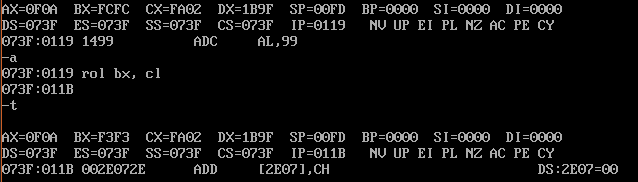 AX=0F0A  BX=FCFC  CX=FA02  DX=1B9F  SP=00FD  BP=0000  SI=0000  DI=0000
DS=073F  ES=073F  SS=073F  CS=073F  IP=0119   NV UP EI PL NZ AC PE CY
073F:0119 1499          ADC     AL,99
-a
073F:0119 rol bx, cl
073F:011B
-t

AX=0F0A  BX=F3F3  CX=FA02  DX=1B9F  SP=00FD  BP=0000  SI=0000  DI=0000
DS=073F  ES=073F  SS=073F  CS=073F  IP=011B   NV UP EI PL NZ AC PE CY
073F:011B 002E072E      ADD     [2E07],CH                          DS:2E07=00